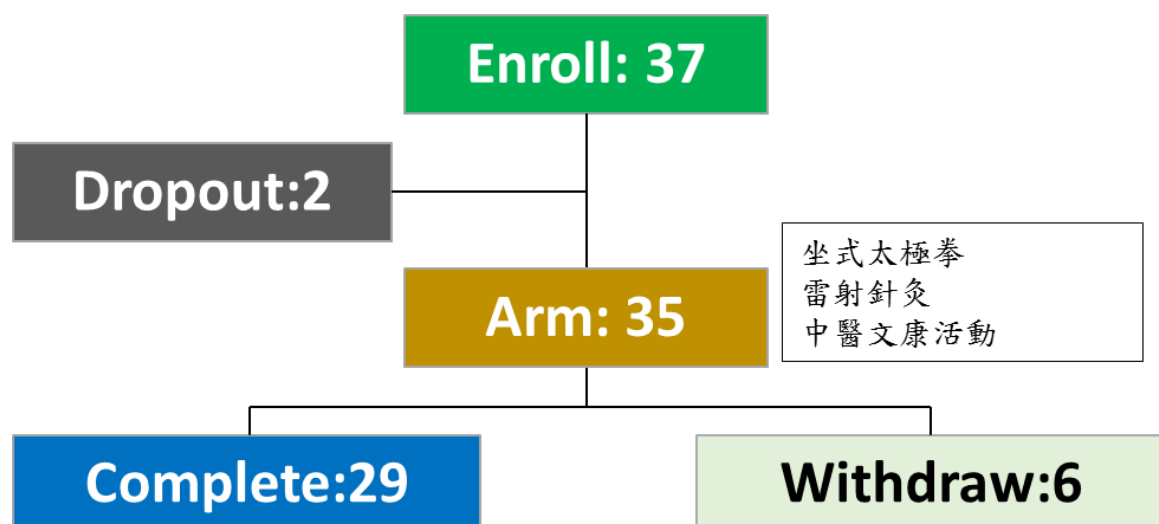 Enroll: 37
Dropout:2
坐式太極拳
雷射針灸
中醫文康活動
Arm: 35
Complete:29
Withdraw:6